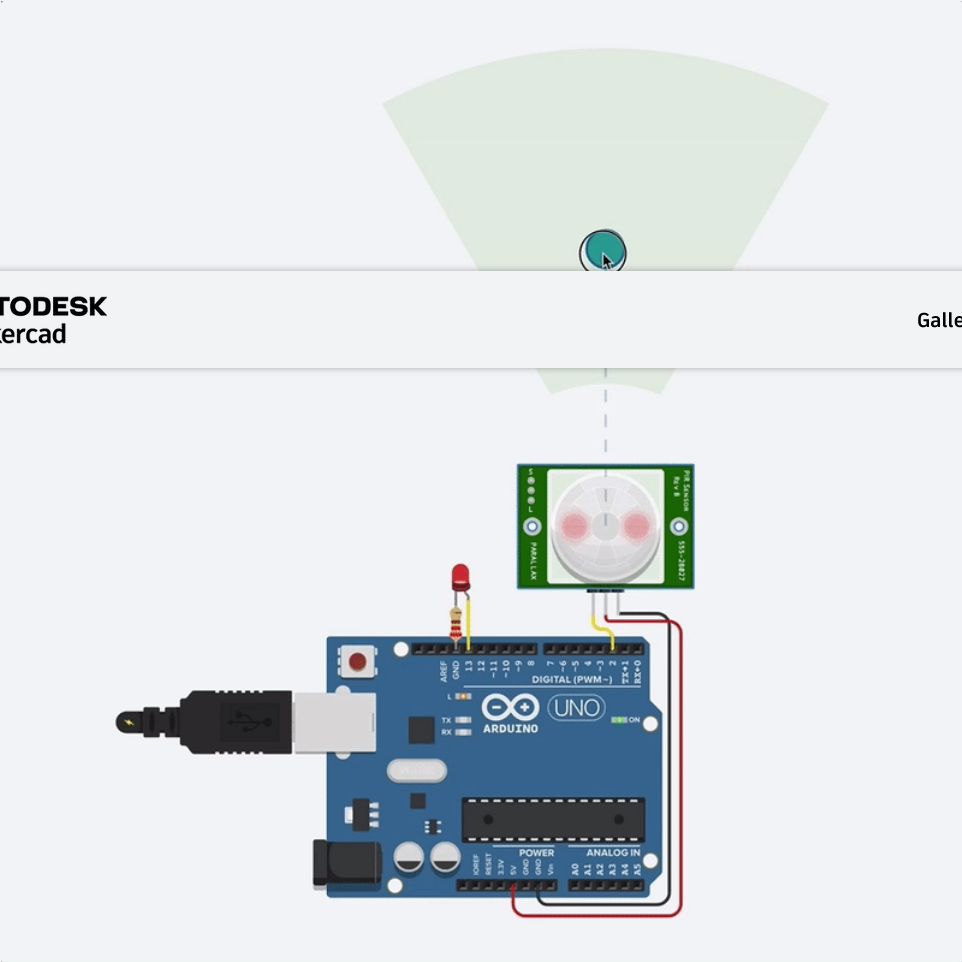 TODESK
ercad
Galle
PIR SENSOR
Rev B
PARALLAX
555-28027
AREF
GND
13
12
~11
~10
~9
8
7
~6
~5
4
~3
2
TX→1
RX←0
DIGITAL (PWM~)
L
TX
RX
ARDUINO
UNO
ON
POWER
ANALOG IN
IOREF
RESET
3.3V
5V
GND
GND
Vin
A0
A1
A2
A3
A4
A5